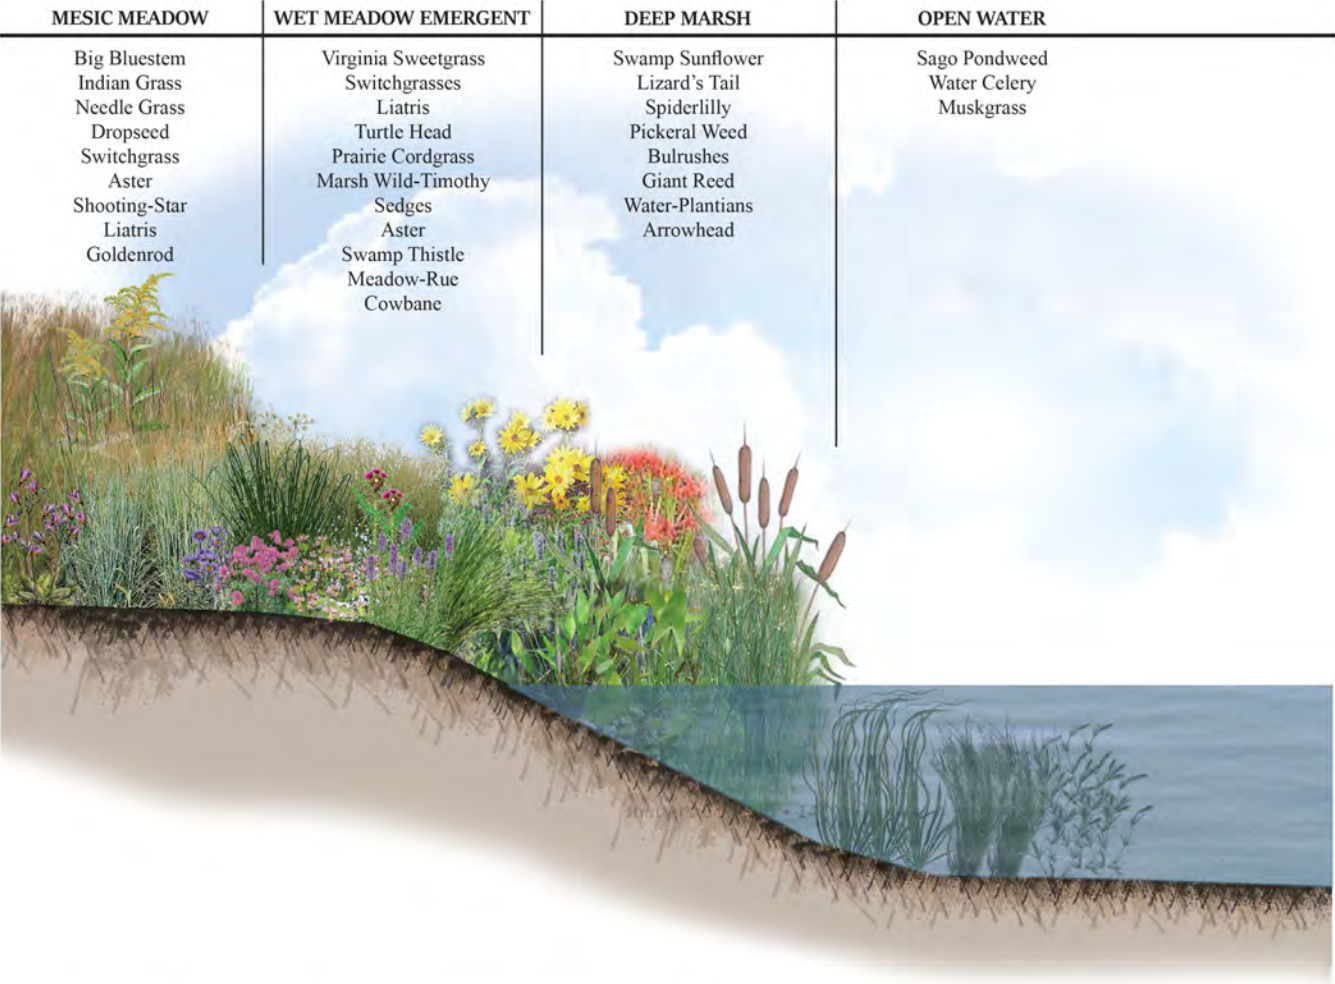 MESIC MEADOW
Big Bluestem
Indian Grass
Needle Grass
Dropseed
Switchgrass
Aster
Shooting-Star
Liatris
Goldenrod
WET MEADOW EMERGENT
Virginia Sweetgrass
Switchgrasses
Liatris
Turtle Head
Prairie Cordgrass
Marsh Wild-Timothy
Sedges
Aster
Swamp Thistle
Meadow-Rue
Cowbane
DEEP MARSH
Swamp Sunflower
Lizard's Tail
Spiderlilly
Pickeral Weed
Bulrushes
Giant Reed
Water-Plantians
Arrowhead
OPEN WATER
Sago Pondweed
Water Celery
Muskgrass